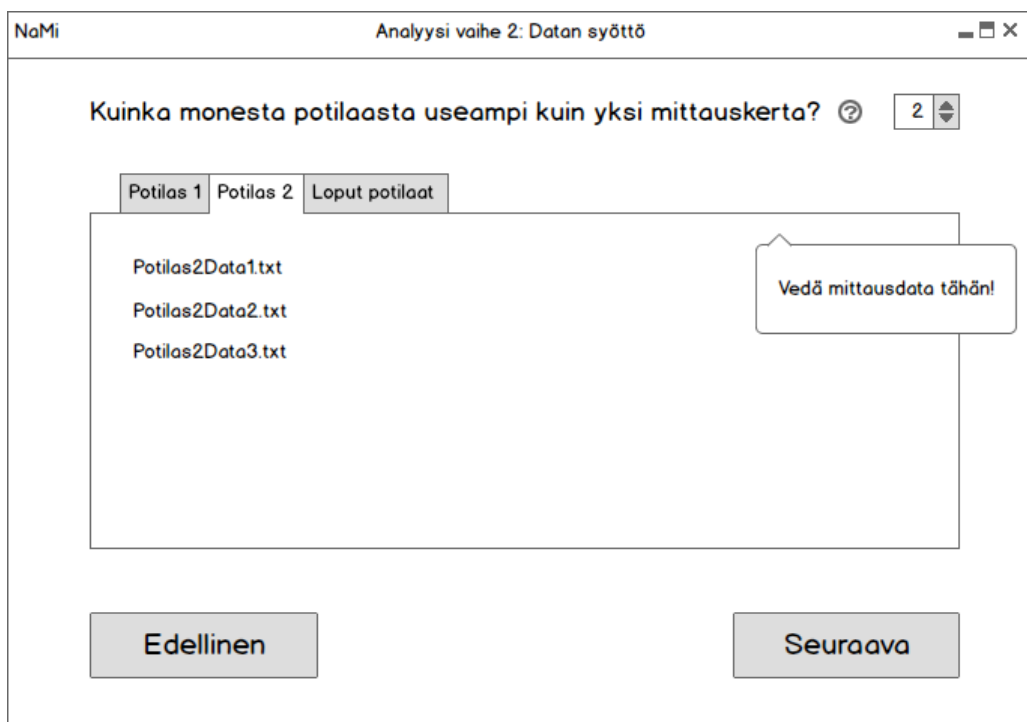 NaMi
Analyysi vaihe 2: Datan syöttö
Kuinka monesta potilaasta useampi kuin yksi mittauskerta? ? 2
Potilas 1 Potilas 2 Loput potilaat
Potilas2Data1.txt
Vedä mittausdata tähän!
Potilas2Data2.txt
Potilas2Data3.txt
Edellinen
Seuraava